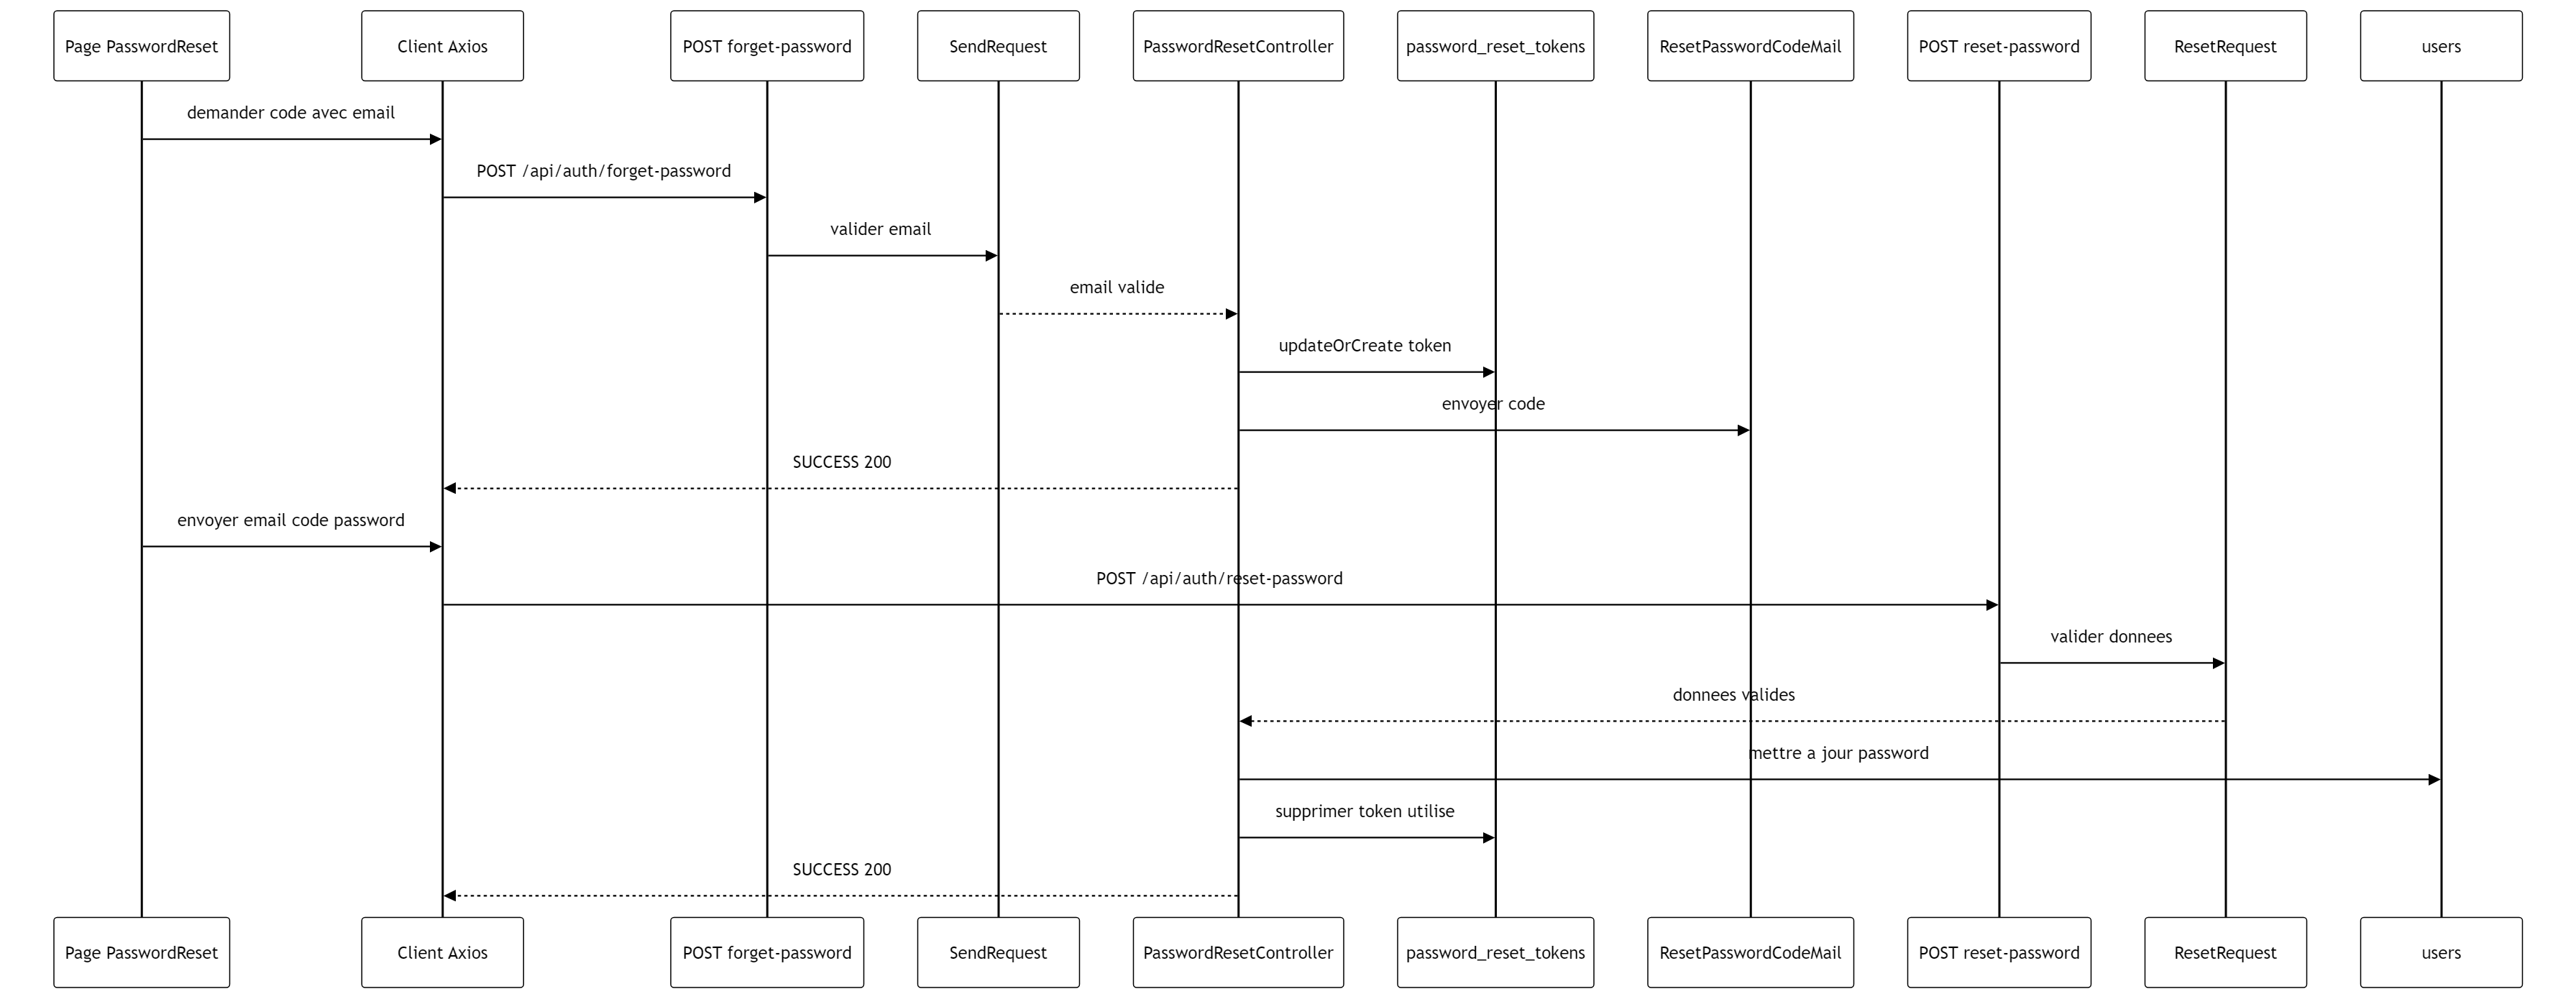 Page PasswordReset
Client Axios
POST forget-password
SendRequest
PasswordResetController
password_reset_tokens
ResetPasswordCodeMail
POST reset-password
ResetRequest
users
demander code avec email
POST /api/auth/forget-password
valider email
email valide
updateOrCreate token
envoyer code
SUCCESS 200
envoyer email code password
POST /api/auth/reset-password
valider donnees
donnees valides
mettre a jour password
supprimer token utilise
SUCCESS 200
Page PasswordReset
Client Axios
POST forget-password
SendRequest
PasswordResetController
password_reset_tokens
ResetPasswordCodeMail
POST reset-password
ResetRequest
users